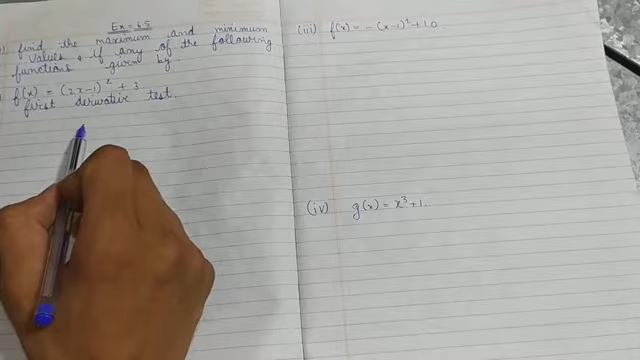 Ex = 6.5
find the maximum and minimum
values, if any of the following
functions given by.
f(x) = (2x-1)² + 3.
first derivative test.
(iii) f(x) = -(x-1)² + 10
(iv) g(x) = x³ + 1.